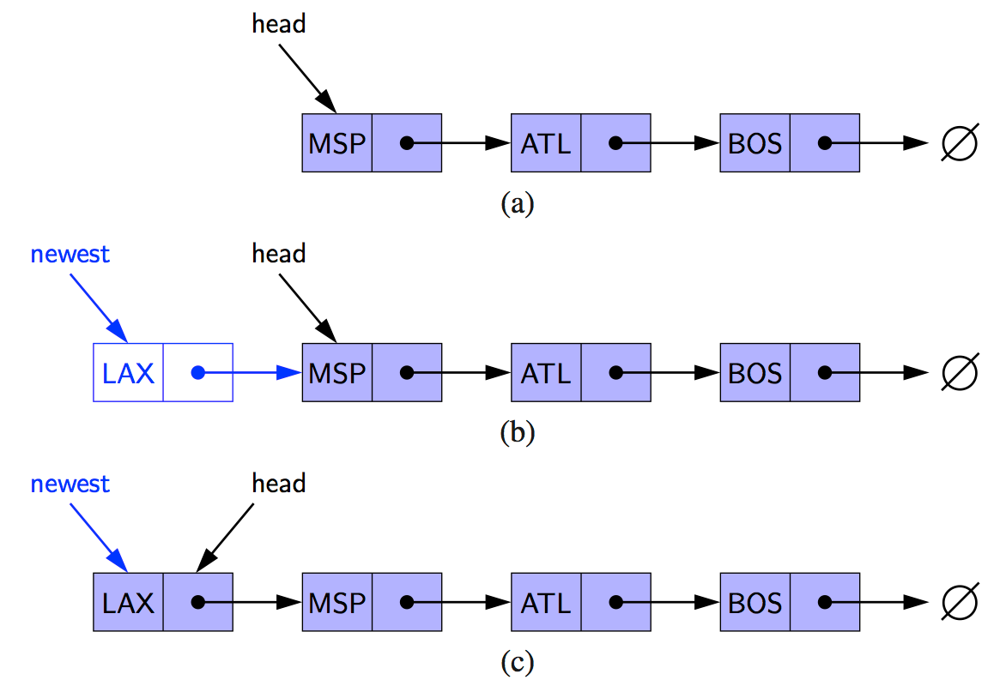 head
MSP ATL BOS ∅
(a)
newest head
LAX MSP ATL BOS ∅
(b)
newest head
LAX MSP ATL BOS ∅
(c)